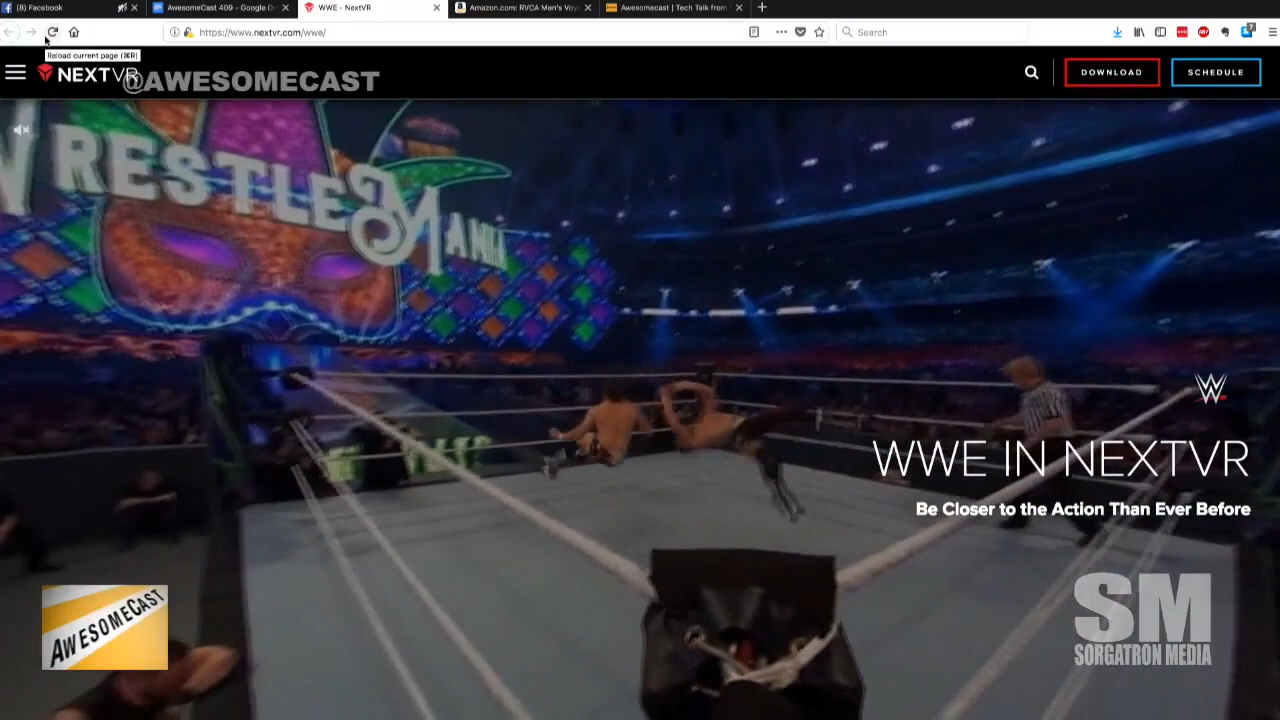 (8) Facebook
AwesomeCast 409 - Google D
WWE - NextVR
Amazon.com: RVCA Men's Voy
Awesomecast | Tech Talk from
https://www.nextvr.com/wwe/
Search
Reload current page (⌘R)
NEXTVR
@AWESOMECAST
DOWNLOAD
SCHEDULE
WRESTLEMANIA
W
WWE IN NEXTVR
Be Closer to the Action Than Ever Before
AWESOMECAST
SM
SORGATRON MEDIA